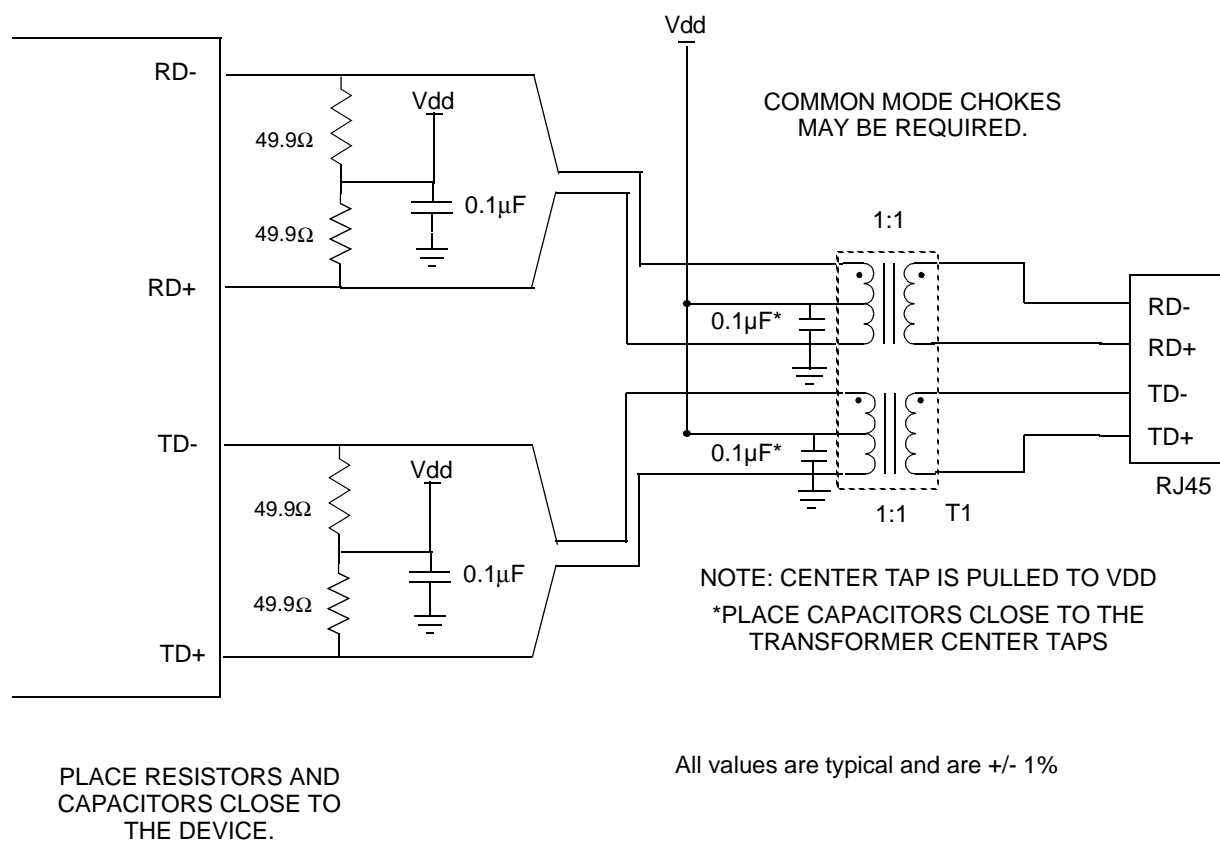 Vdd
RD-
Vdd
COMMON MODE CHOKES
MAY BE REQUIRED.
49.9Ω
0.1μF
1:1
49.9Ω
RD+
0.1μF*
RD-
RD+
TD-
TD-
0.1μF*
TD+
Vdd
RJ45
49.9Ω
1:1 T1
0.1μF
NOTE: CENTER TAP IS PULLED TO VDD
49.9Ω
*PLACE CAPACITORS CLOSE TO THE
TRANSFORMER CENTER TAPS
TD+
PLACE RESISTORS AND
CAPACITORS CLOSE TO
THE DEVICE.
All values are typical and are +/- 1%